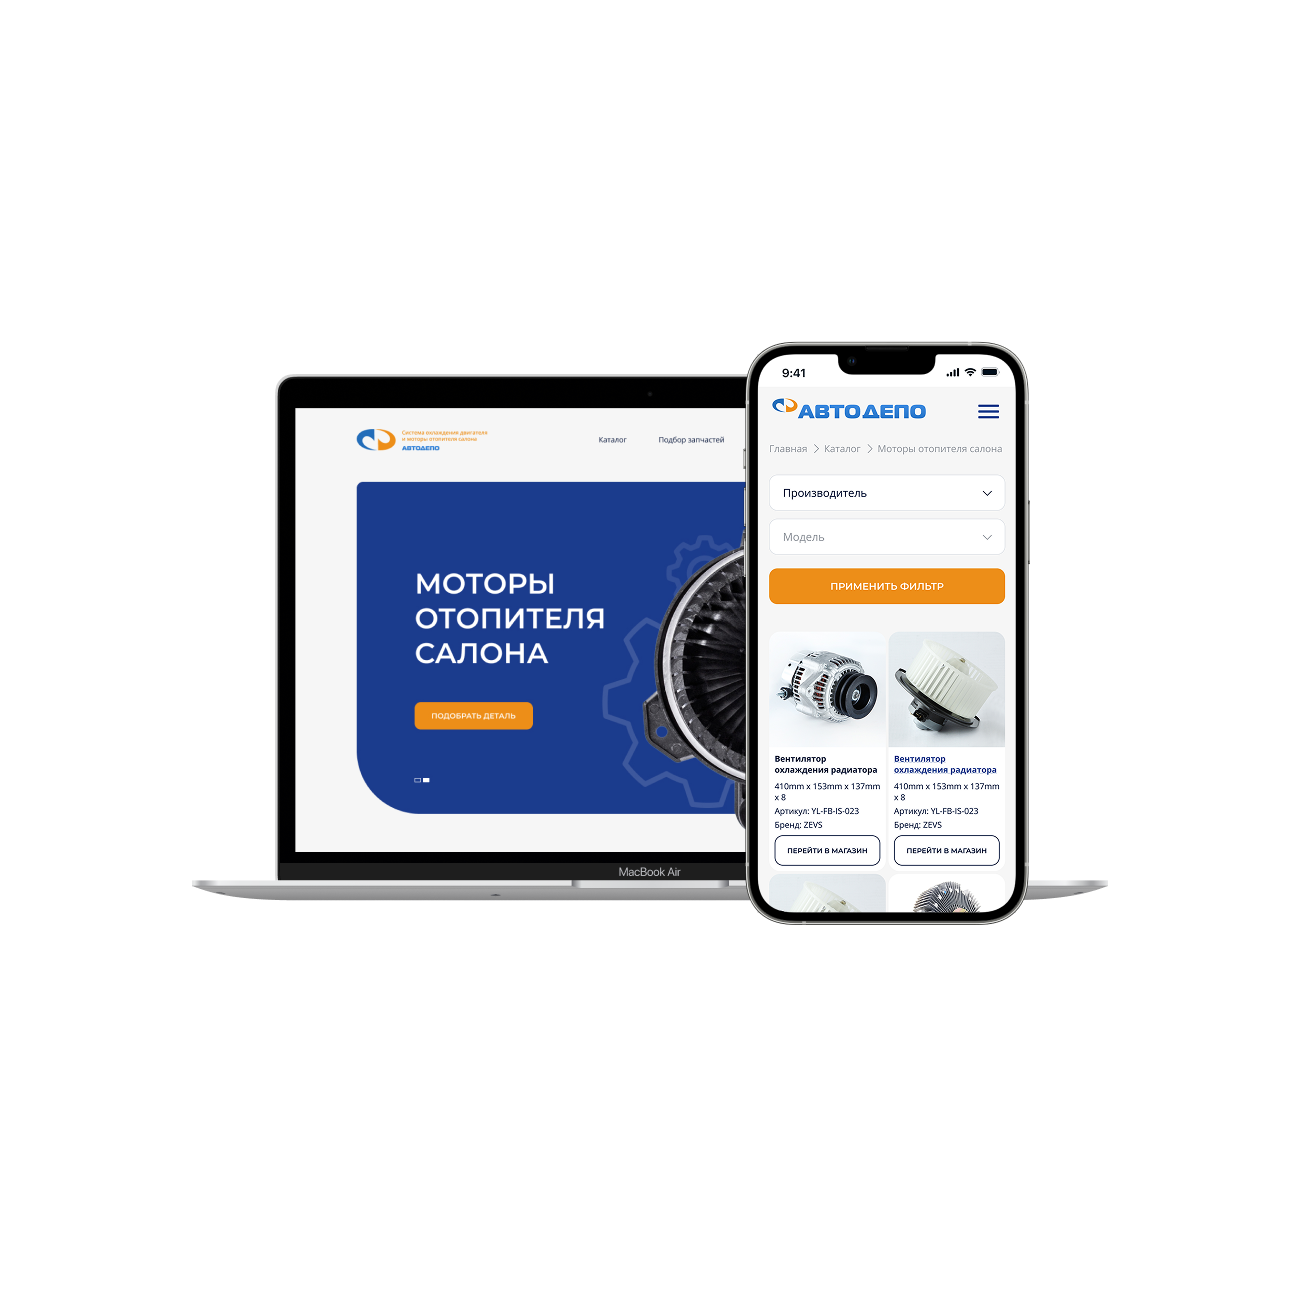 Система охлаждения двигателя
и моторы отопителя салона
АВТОДЕПО
Каталог
Подбор запчастей
МОТОРЫ
ОТОПИТЕЛЯ
САЛОНА
ПОДОБРАТЬ ДЕТАЛЬ
MacBook Air
9:41
АВТОДЕПО
Главная
Каталог
Моторы отопителя салона
Производитель
Модель
ПРИМЕНИТЬ ФИЛЬТР
Вентилятор
охлаждения радиатора
410mm x 153mm x 137mm
x 8
Артикул: YL-FB-IS-023
Бренд: ZEVS
ПЕРЕЙТИ В МАГАЗИН
Вентилятор
охлаждения радиатора
410mm x 153mm x 137mm
x 8
Артикул: YL-FB-IS-023
Бренд: ZEVS
ПЕРЕЙТИ В МАГАЗИН